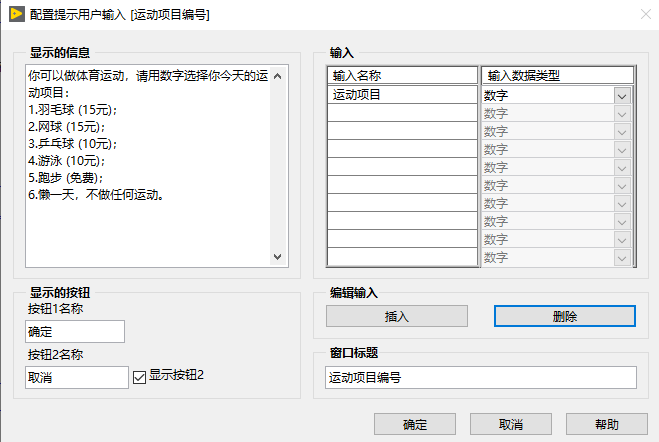 配置提示用户输入 [运动项目编号]
显示的信息
你可以做体育运动，请用数字选择你今天的运
动项目：
1.羽毛球 (15元)；
2.网球 (15元)；
3.乒乓球 (10元)；
4.游泳 (10元)；
5.跑步 (免费)；
6.懒一天，不做任何运动。
显示的按钮
按钮1名称
确定
按钮2名称
取消
显示按钮2
输入
输入名称 输入数据类型
运动项目 数字
数字
数字
数字
数字
数字
数字
数字
数字
数字
编辑输入
插入 删除
窗口标题
运动项目编号
确定 取消 帮助